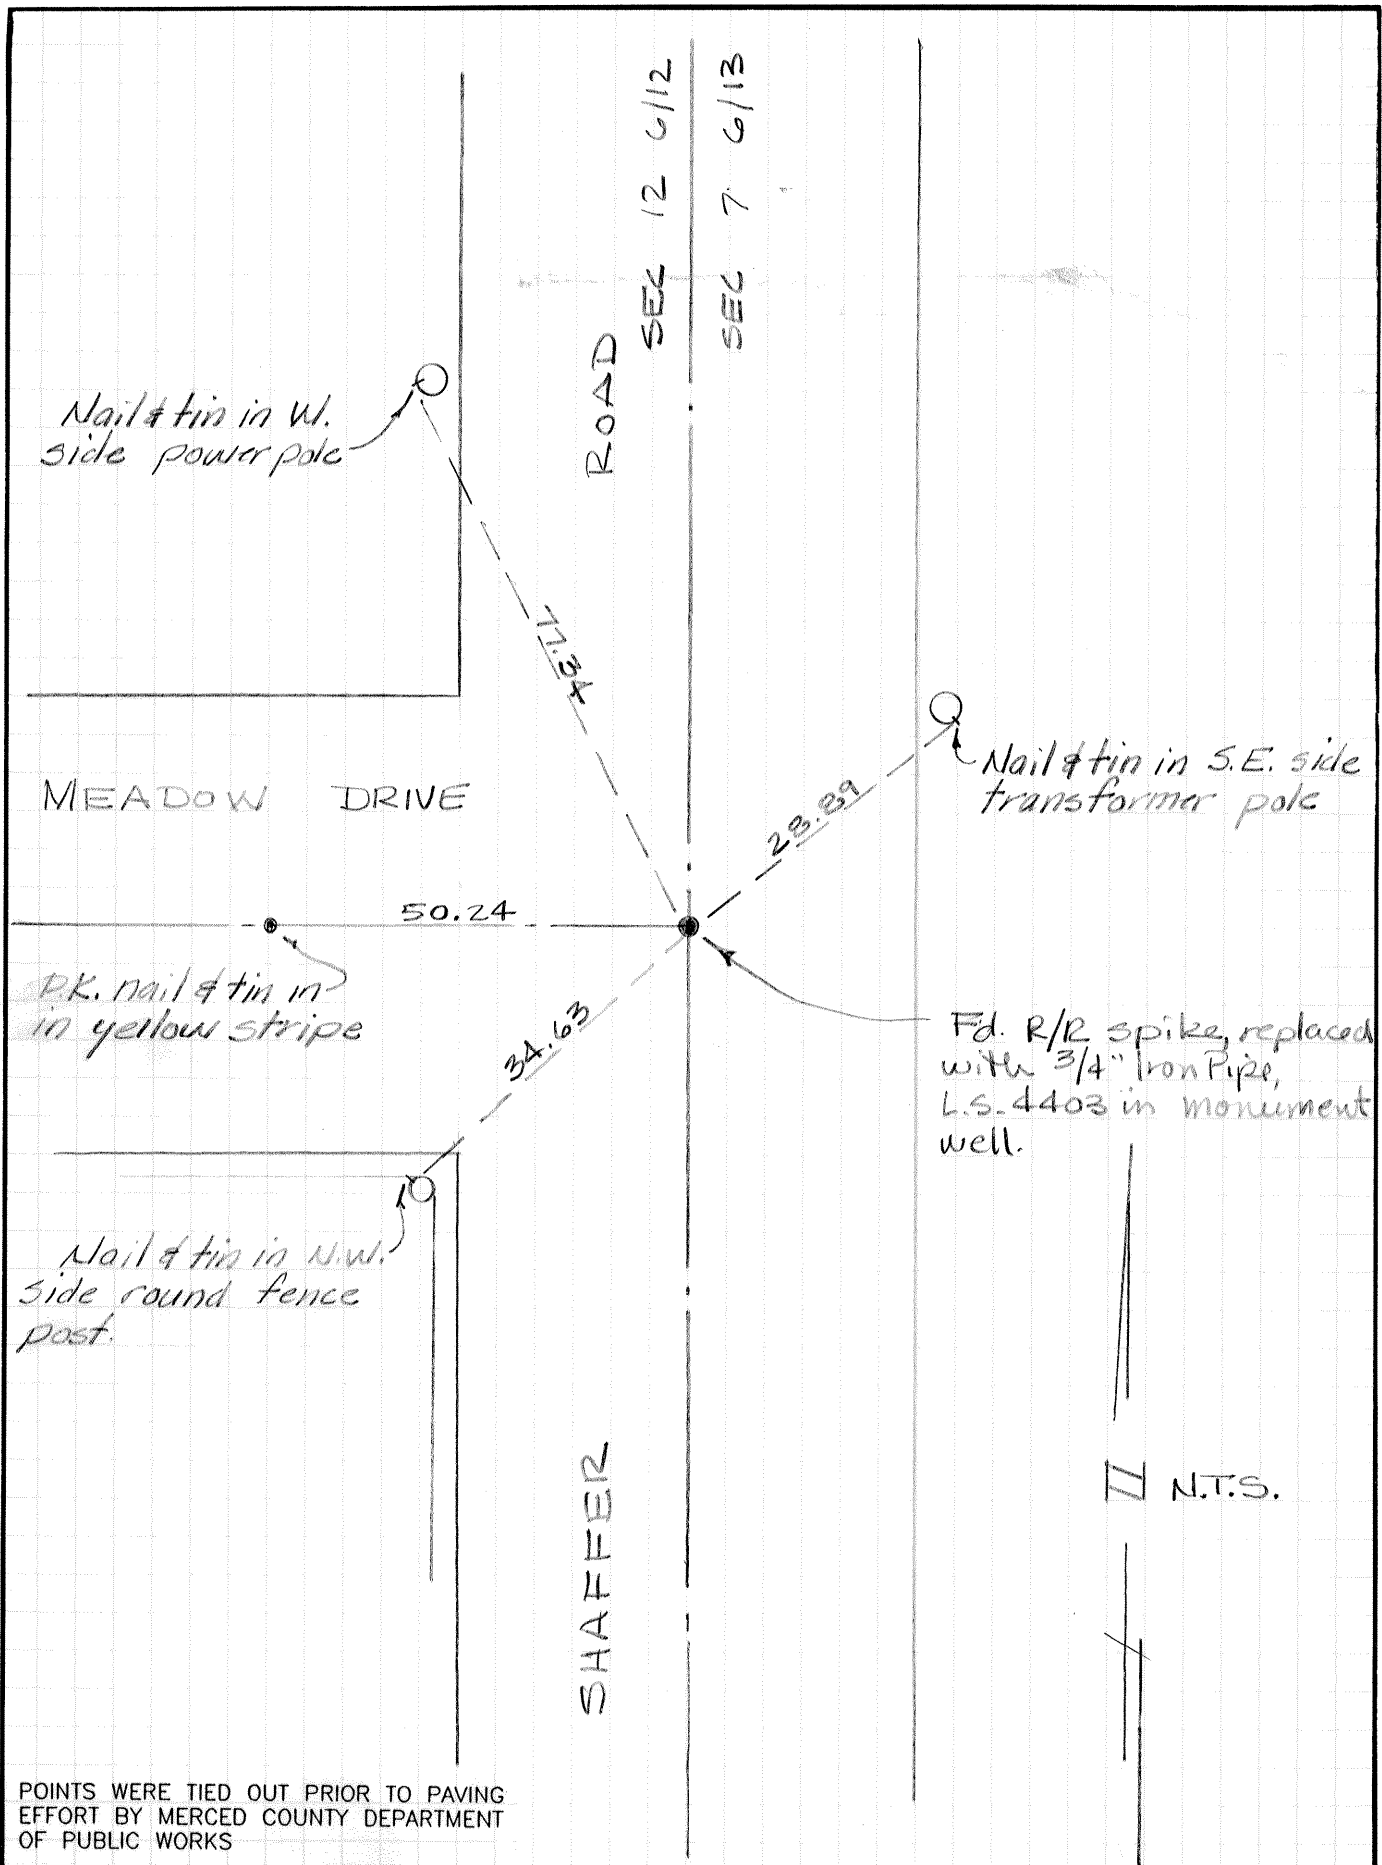 SEC 12 6/12
SEC 7 6/13
ROAD
Nail & tin in W.
side powerpole
77.34
MEADOW DRIVE
Nail & tin in S.E. side
transformer pole
28.89
50.24
P.K. nail & tin in
in yellow stripe
34.63
Fd. R/R spike, replaced
with 3/4" Iron Pipe,
L.S. 4403 in monument
well.
Nail & tin in N.W.
side round fence
post.
SHAFFER
N
N.T.S.
POINTS WERE TIED OUT PRIOR TO PAVING
EFFORT BY MERCED COUNTY DEPARTMENT
OF PUBLIC WORKS